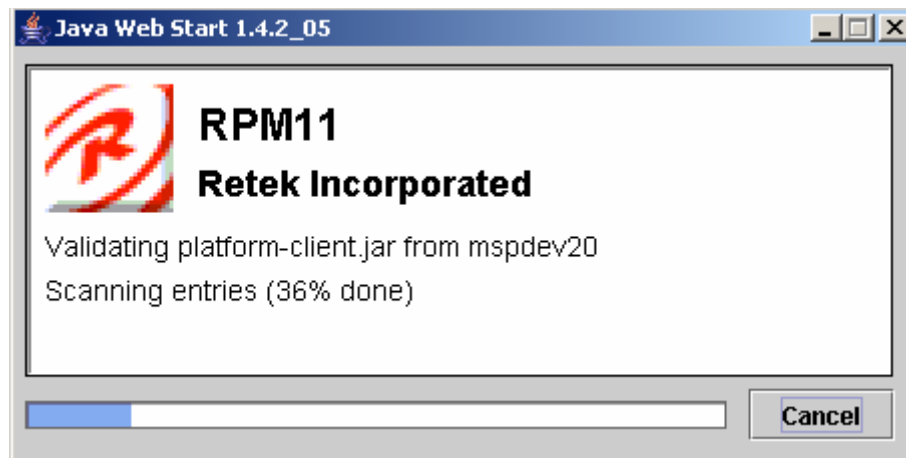 Java Web Start 1.4.2_05
RPM11
Retek Incorporated
Validating platform-client.jar from mspdev20
Scanning entries (36% done)
Cancel